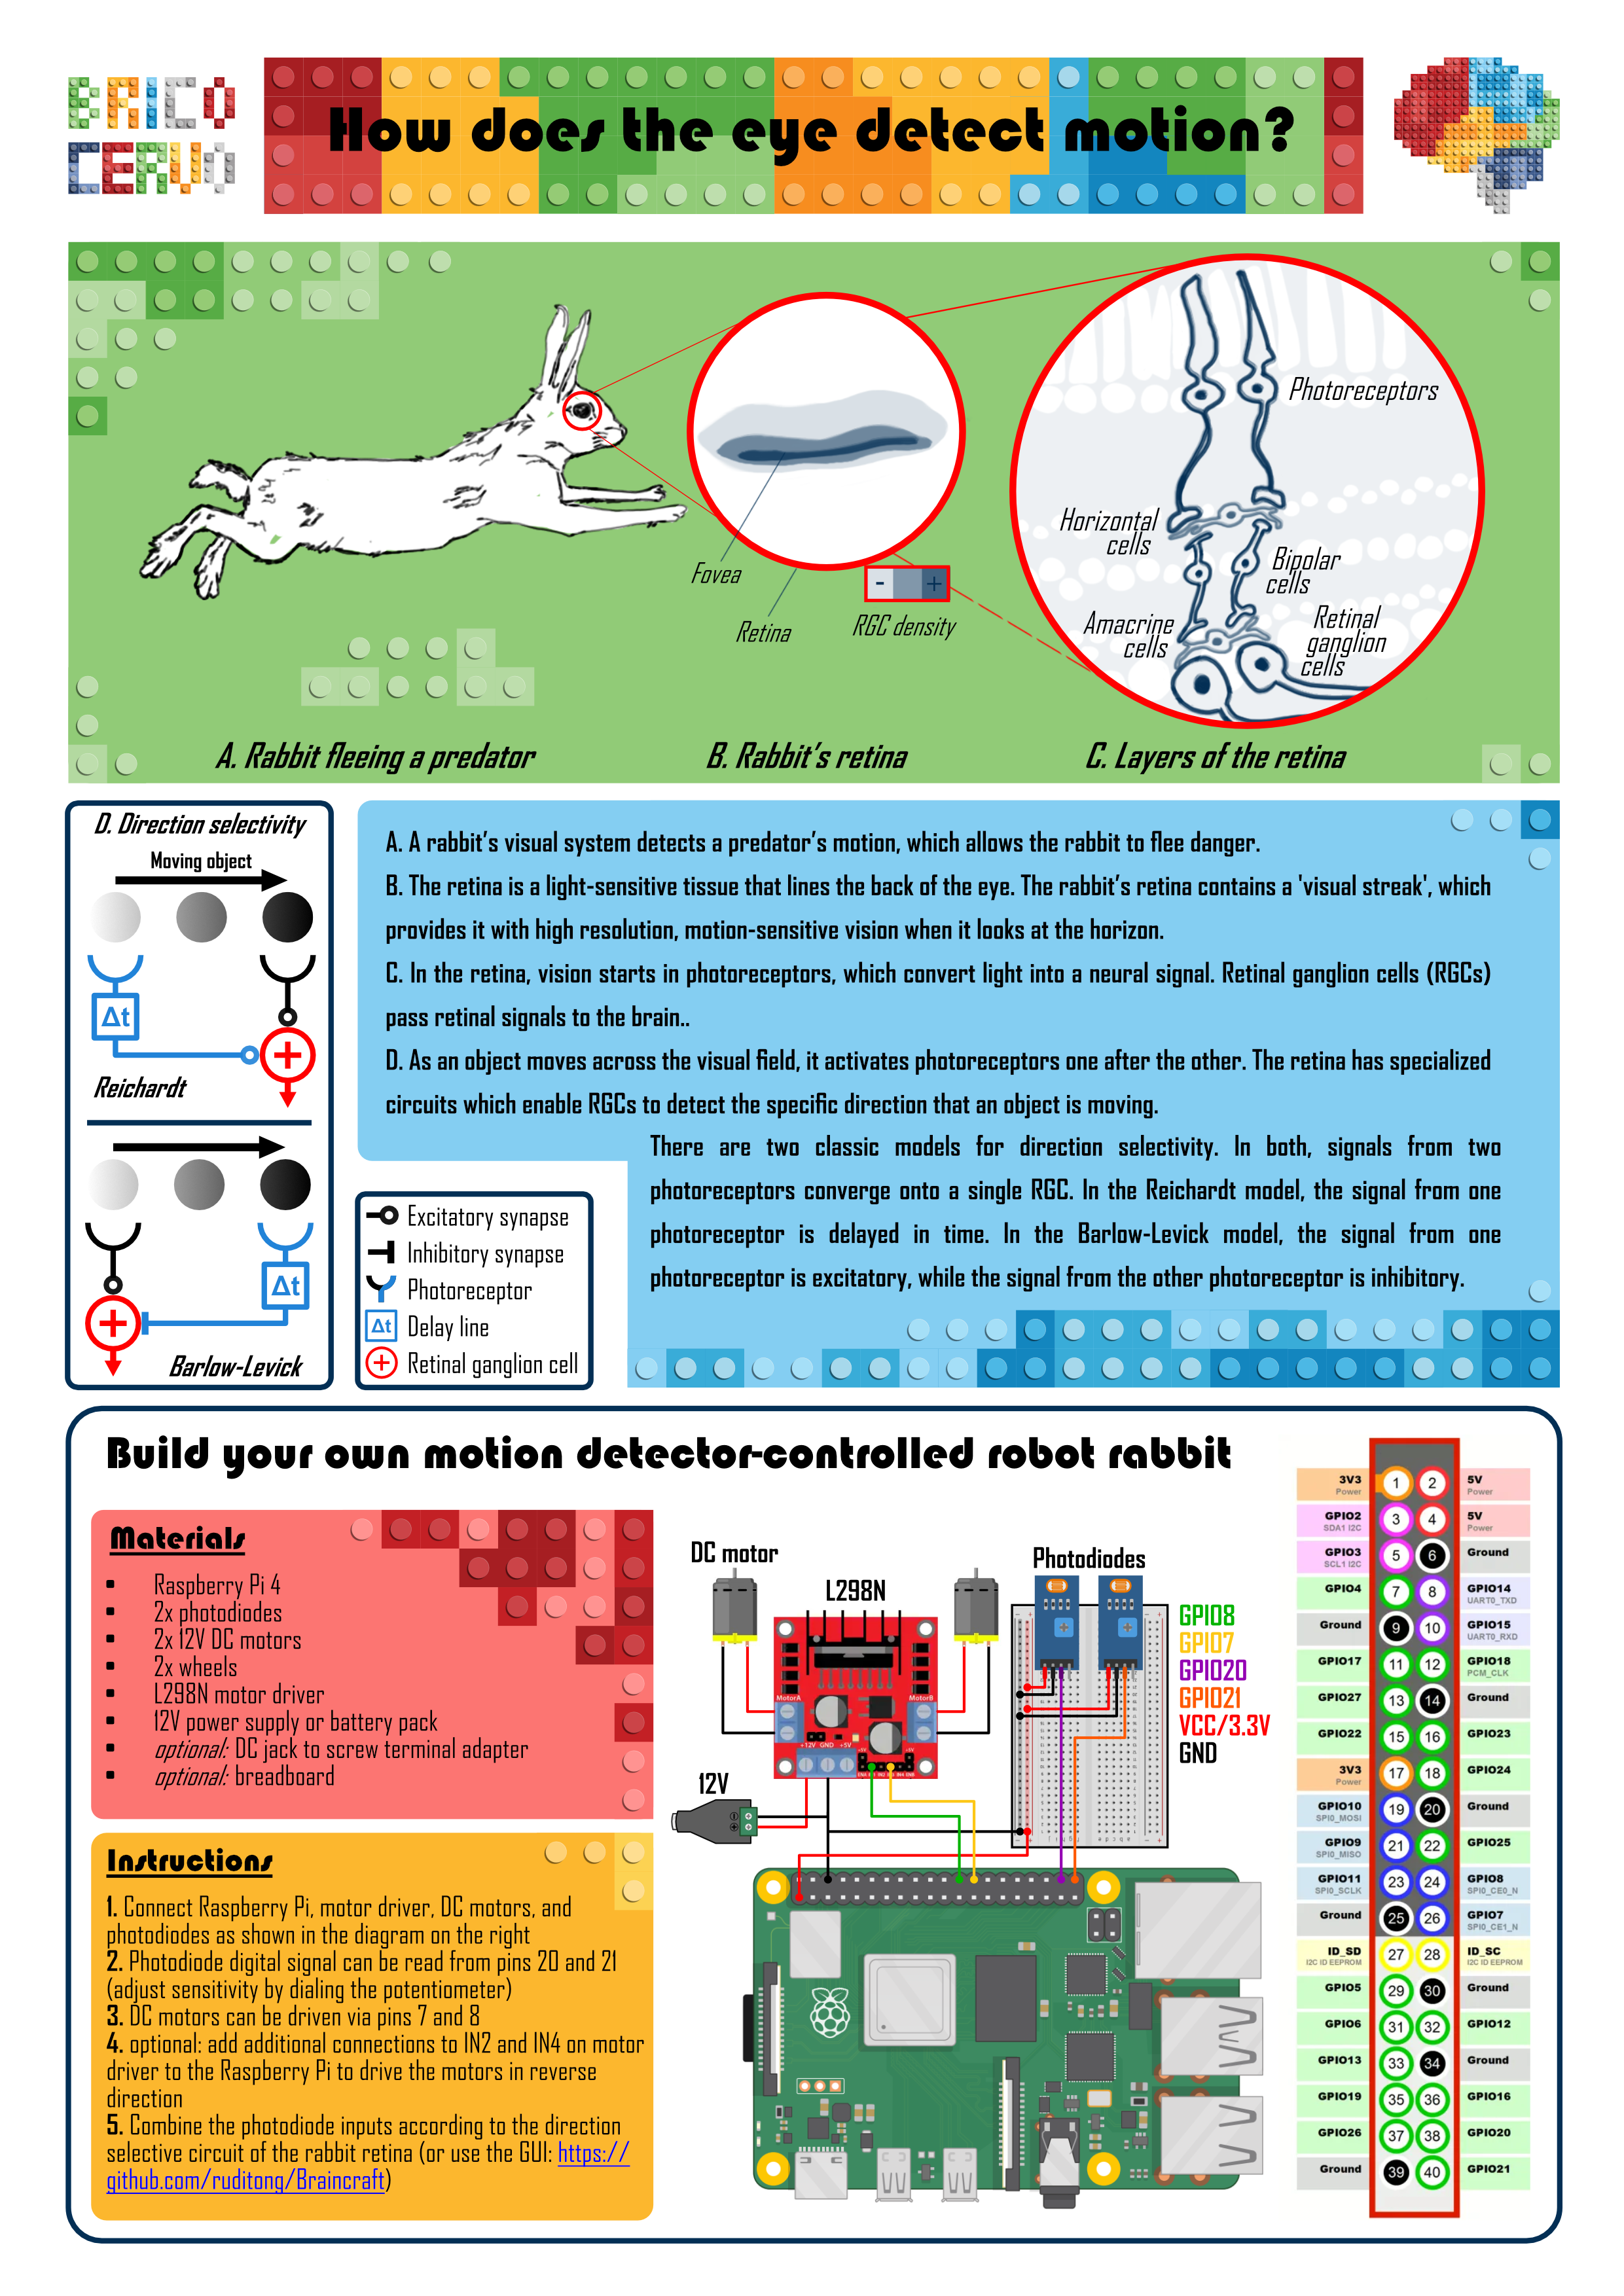 BRICO
CERVO
How does the eye detect motion?
Photoreceptors
Horizontal
cells
Bipolar
cells
Amacrine
cells
Retinal
ganglion
cells
Fovea
Retina
- +
RGC density
A. Rabbit fleeing a predator
B. Rabbit's retina
C. Layers of the retina
D. Direction selectivity
Moving object
Δt
+
Reichardt
Δt
+
Barlow-Levick
Excitatory synapse
Inhibitory synapse
Photoreceptor
Δt Delay line
+ Retinal ganglion cell
A. A rabbit's visual system detects a predator's motion, which allows the rabbit to flee danger.
B. The retina is a light-sensitive tissue that lines the back of the eye. The rabbit's retina contains a 'visual streak', which
provides it with high resolution, motion-sensitive vision when it looks at the horizon.
C. In the retina, vision starts in photoreceptors, which convert light into a neural signal. Retinal ganglion cells (RGCs)
pass retinal signals to the brain..
D. As an object moves across the visual field, it activates photoreceptors one after the other. The retina has specialized
circuits which enable RGCs to detect the specific direction that an object is moving.
There are two classic models for direction selectivity. In both, signals from two
photoreceptors converge onto a single RGC. In the Reichardt model, the signal from one
photoreceptor is delayed in time. In the Barlow-Levick model, the signal from one
photoreceptor is excitatory, while the signal from the other photoreceptor is inhibitory.
Build your own motion detector-controlled robot rabbit
Materials
▪ Raspberry Pi 4
▪ 2x photodiodes
▪ 2x 12V DC motors
▪ 2x wheels
▪ L298N motor driver
▪ 12V power supply or battery pack
▪ optional: DC jack to screw terminal adapter
▪ optional: breadboard
Instructions
1. Connect Raspberry Pi, motor driver, DC motors, and
photodiodes as shown in the diagram on the right
2. Photodiode digital signal can be read from pins 20 and 21
(adjust sensitivity by dialing the potentiometer)
3. DC motors can be driven via pins 7 and 8
4. optional: add additional connections to IN2 and IN4 on motor
driver to the Raspberry Pi to drive the motors in reverse
direction
5. Combine the photodiode inputs according to the direction
selective circuit of the rabbit retina (or use the GUI: https://
github.com/ruditong/Braincraft)
DC motor
L298N
Photodiodes
MotorA
MotorB
+12V GND +5V
12V
GPIO8
GPIO7
GPIO20
GPIO21
VCC/3.3V
GND
3V3 Power 1 2 5V Power
GPIO2 SDA1 I2C 3 4 5V Power
GPIO3 SCL1 I2C 5 6 Ground
GPIO4 7 8 GPIO14 UART0_TXD
Ground 9 10 GPIO15 UART0_RXD
GPIO17 11 12 GPIO18 PCM_CLK
GPIO27 13 14 Ground
GPIO22 15 16 GPIO23
3V3 Power 17 18 GPIO24
GPIO10 SPI0_MOSI 19 20 Ground
GPIO9 SPI0_MISO 21 22 GPIO25
GPIO11 SPI0_SCLK 23 24 GPIO8 SPI0_CE0_N
Ground 25 26 GPIO7 SPI0_CE1_N
ID_SD I2C ID EEPROM 27 28 ID_SC I2C ID EEPROM
GPIO5 29 30 Ground
GPIO6 31 32 GPIO12
GPIO13 33 34 Ground
GPIO19 35 36 GPIO16
GPIO26 37 38 GPIO20
Ground 39 40 GPIO21